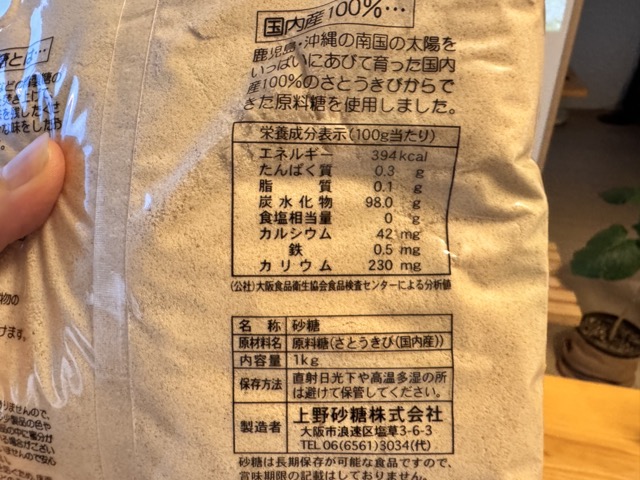 国内産100%…
鹿児島・沖縄の南国の太陽を
いっぱいにあびて育った国内
産100%のさとうきびからで
きた原料糖を使用しました。
栄養成分表示(100g当たり)
エネルギー 394kcal
たんぱく質 0.3 g
脂質 0.1 g
炭水化物 98.0 g
食塩相当量 0 g
カルシウム 42 mg
鉄 0.5 mg
カリウム 230 mg
(公社)大阪食品衛生協会食品検査センターによる分析値
名称 砂糖
原材料名 原料糖(さとうきび(国内産))
内容量 1kg
保存方法 直射日光下や高温多湿の所
は避けて保管してください。
製造者 上野砂糖株式会社
大阪市浪速区塩草3-6-3
TEL06(6561)3034(代)
砂糖は長期保存が可能な食品ですので、
賞味期限の記載はしておりません。